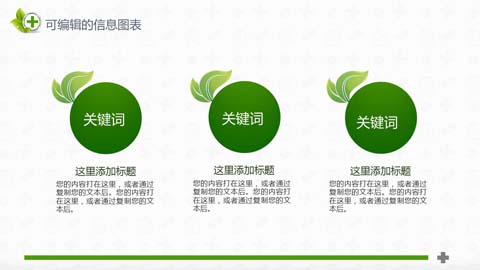 可编辑的信息图表
关键词
关键词
关键词
这里添加标题
您的内容打在这里，或者通过
复制您的文本后。您的内容打
在这里，或者通过复制您的文
本后。
这里添加标题
您的内容打在这里，或者通过
复制您的文本后。您的内容打
在这里，或者通过复制您的文
本后。
这里添加标题
您的内容打在这里，或者通过
复制您的文本后。您的内容打
在这里，或者通过复制您的文
本后。